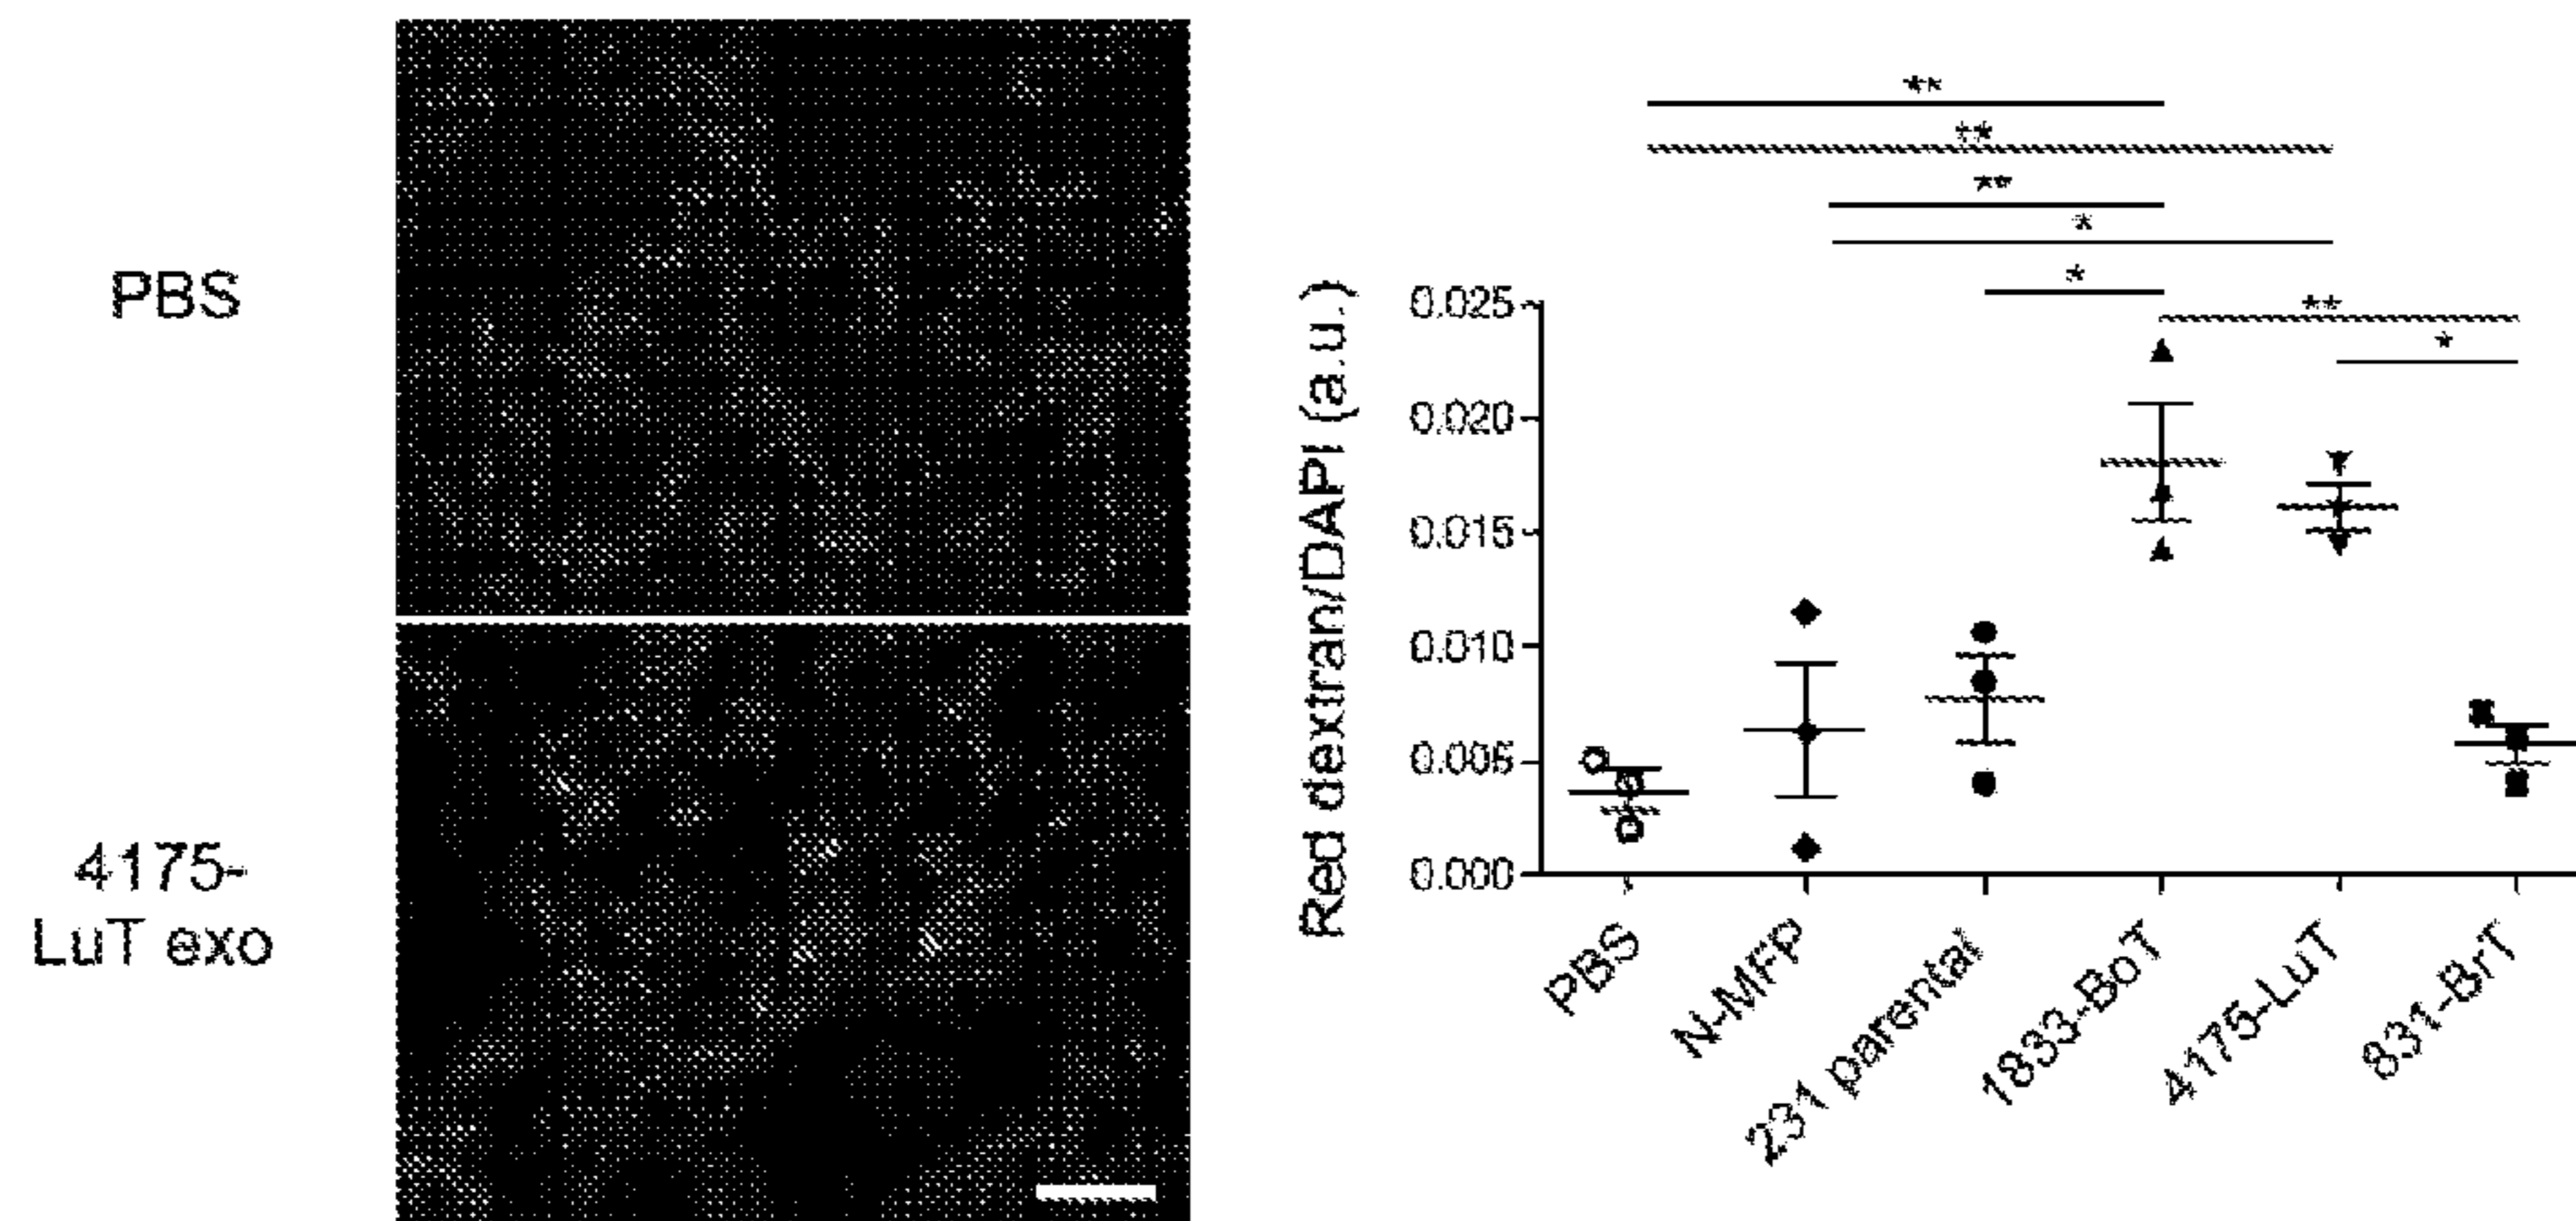 PBS
4175-
LuT exo
**
**
**
*
*
**
*
Red dextran/DAPI (a.u.)
0.025
0.020
0.015
0.010
0.005
0.000
PBS
N-MFP
231 parental
1833-BoT
4175-LuT
831-BrT